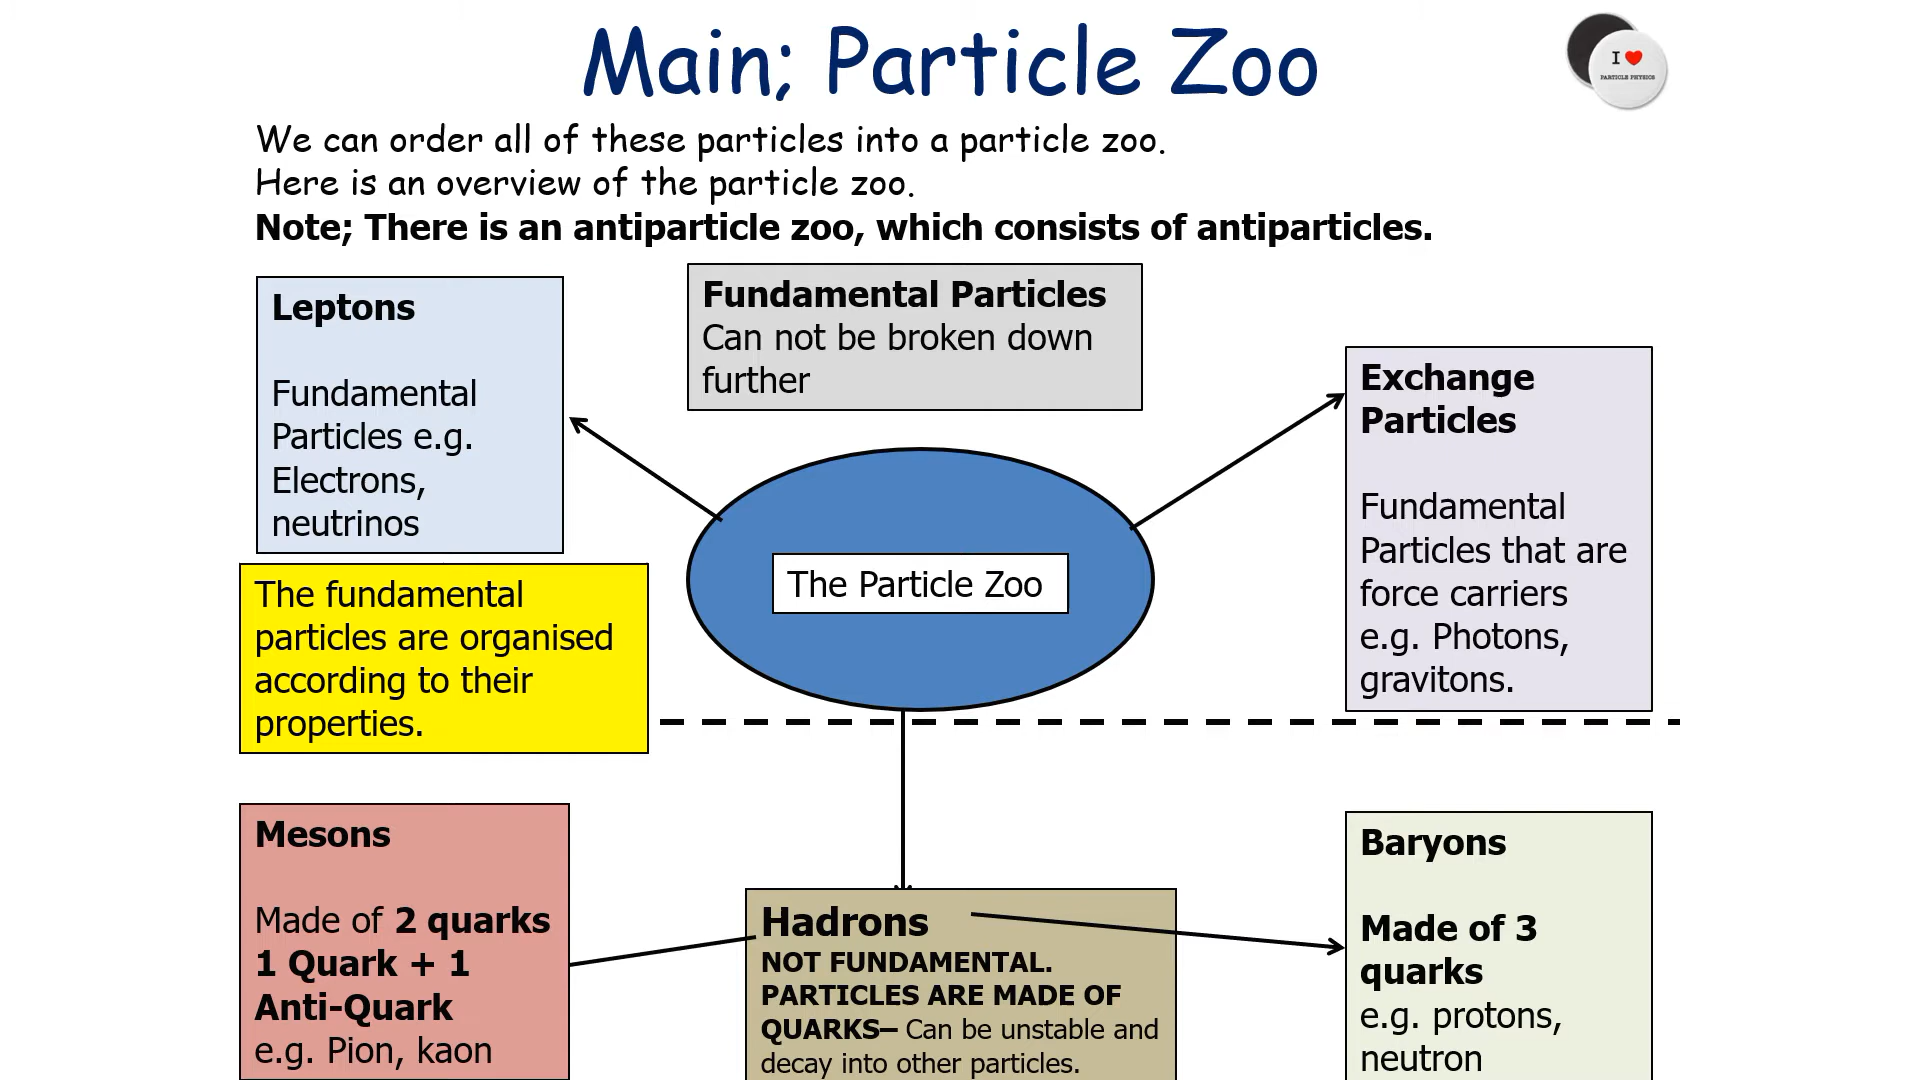 Main; Particle Zoo
I ❤
PARTICLE PHYSICS
We can order all of these particles into a particle zoo.
Here is an overview of the particle zoo.
Note; There is an antiparticle zoo, which consists of antiparticles.
Leptons
Fundamental
Particles e.g.
Electrons,
neutrinos
Fundamental Particles
Can not be broken down
further
Exchange
Particles
Fundamental
Particles that are
force carriers
e.g. Photons,
gravitons.
The Particle Zoo
The fundamental
particles are organised
according to their
properties.
Mesons
Made of 2 quarks
1 Quark + 1
Anti-Quark
e.g. Pion, kaon
Hadrons
NOT FUNDAMENTAL.
PARTICLES ARE MADE OF
QUARKS– Can be unstable and
decay into other particles.
Baryons
Made of 3
quarks
e.g. protons,
neutron